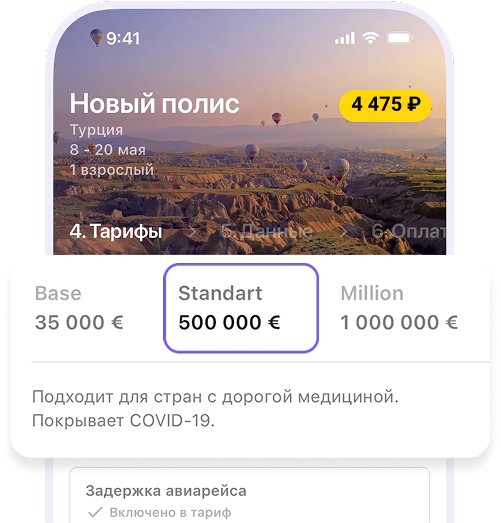 9:41
Новый полис
4 475 ₽
Турция
8 - 20 мая
1 взрослый
4. Тарифы > 5. Данные > 6. Оплат
Base
35 000 €
Standart
500 000 €
Million
1 000 000 €
Подходит для стран с дорогой медициной.
Покрывает COVID-19.
Задержка авиарейса
Включено в тариф